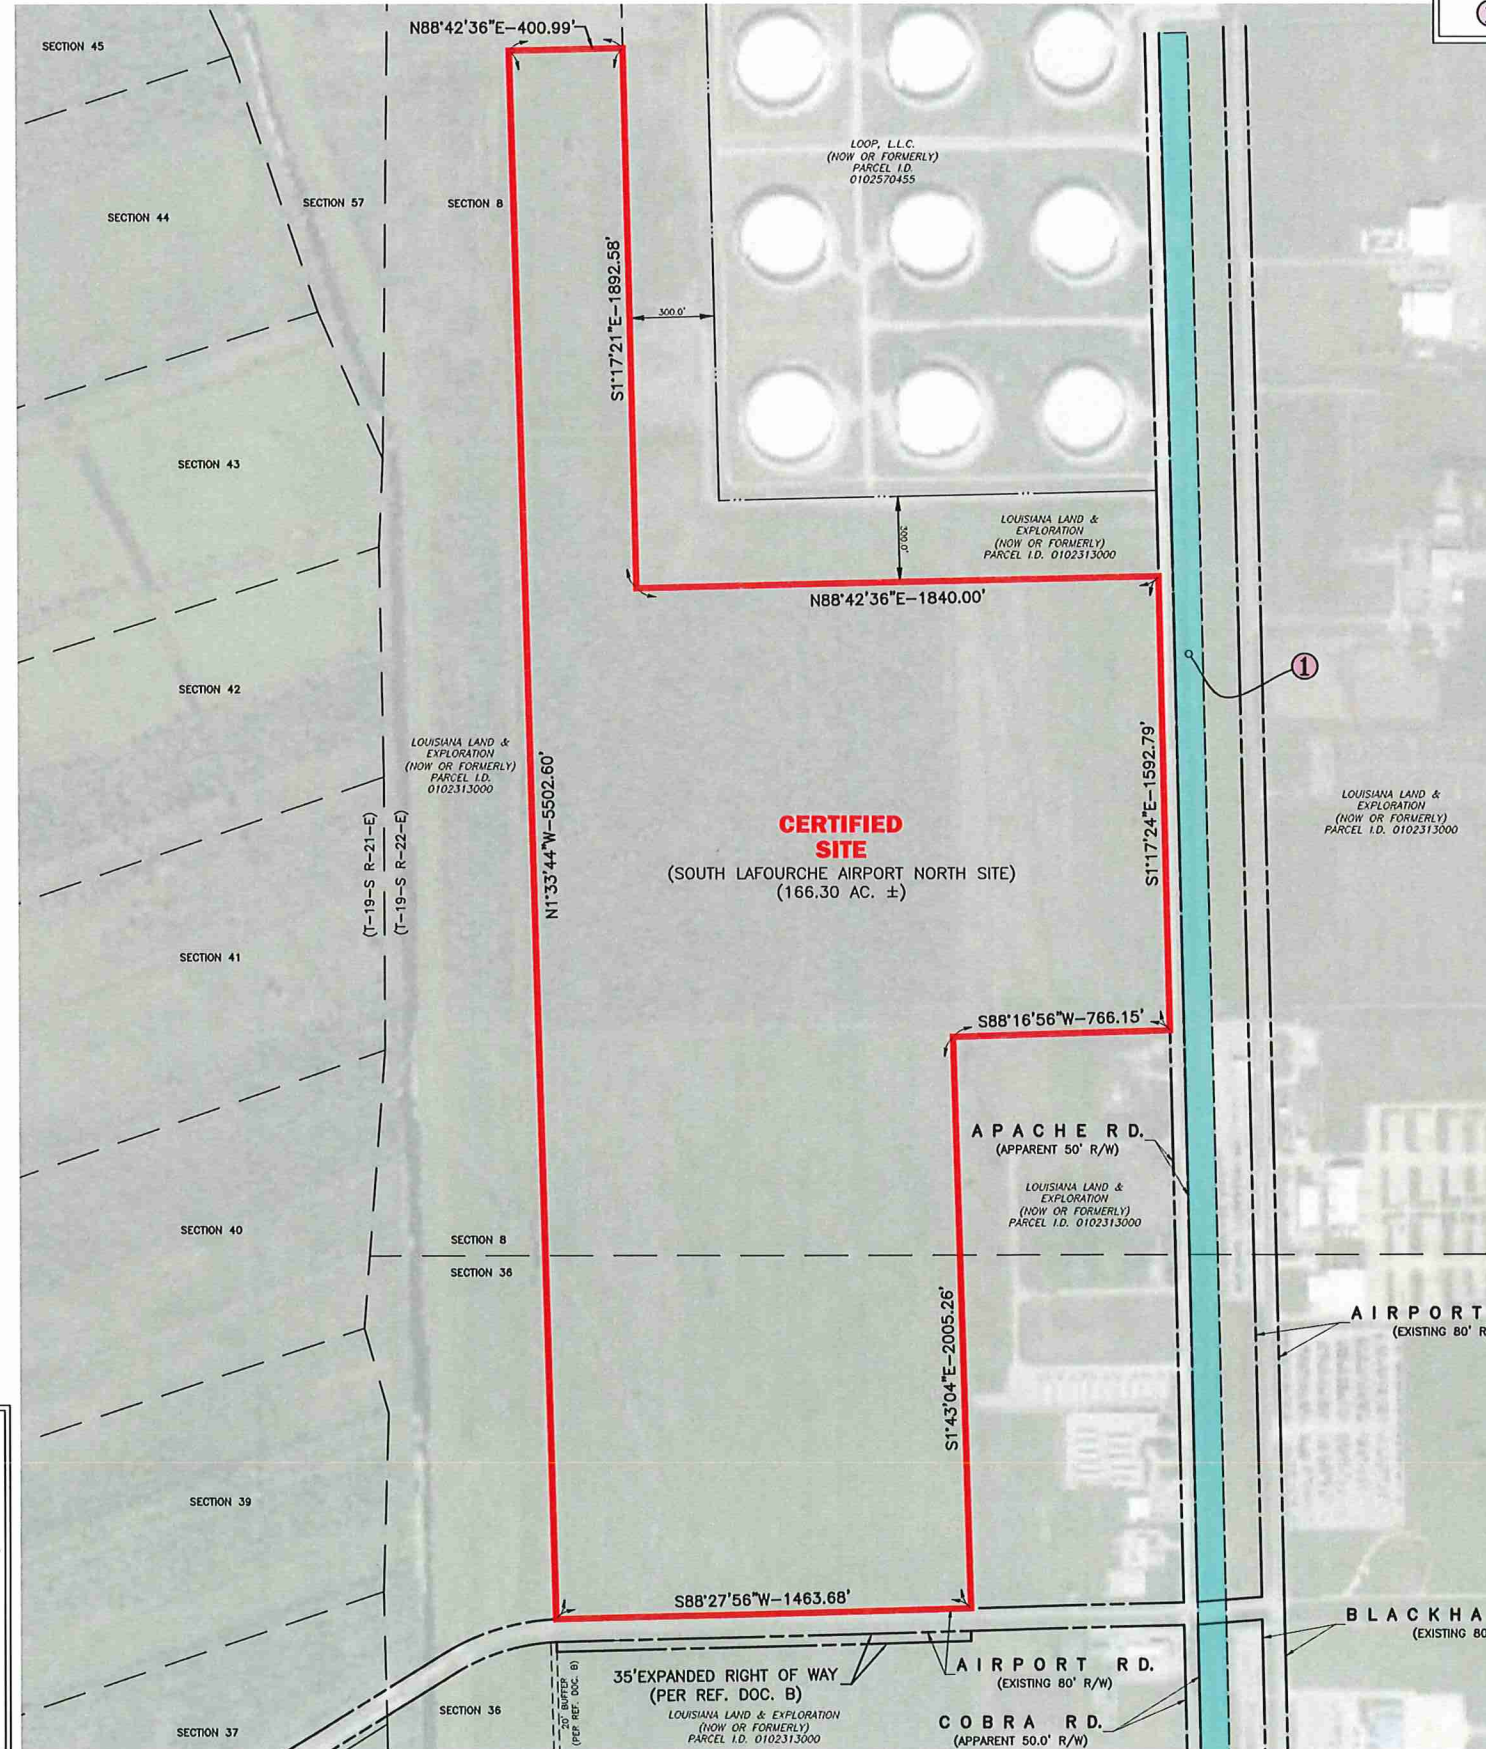 N88°42'36"E-400.99'
SECTION 45
SECTION 44
SECTION 57
SECTION 8
LOOP, L.L.C.
(NOW OR FORMERLY)
PARCEL I.D.
0102570455
S1°17'21"E-1892.58'
300.0'
SECTION 43
LOUISIANA LAND &
EXPLORATION
(NOW OR FORMERLY)
PARCEL I.D. 0102313000
300.0'
N88°42'36"E-1840.00'
1
SECTION 42
LOUISIANA LAND &
EXPLORATION
(NOW OR FORMERLY)
PARCEL I.D.
0102313000
N1°33'44"W-5502.60'
S1°17'24"E-1592.79'
LOUISIANA LAND &
EXPLORATION
(NOW OR FORMERLY)
PARCEL I.D. 0102313000
CERTIFIED
SITE
(SOUTH LAFOURCHE AIRPORT NORTH SITE)
(166.30 AC. ±)
(T-19-S R-21-E)
(T-19-S R-22-E)
SECTION 41
S88°16'56"W-766.15'
APACHE RD.
(APPARENT 50' R/W)
LOUISIANA LAND &
EXPLORATION
(NOW OR FORMERLY)
PARCEL I.D. 0102313000
SECTION 40
SECTION 8
SECTION 36
S1°43'04"E-2005.26'
AIRPORT
(EXISTING 80' R
SECTION 39
S88°27'56"W-1463.68'
BLACKHA
(EXISTING 80
35'EXPANDED RIGHT OF WAY
(PER REF. DOC. B)
LOUISIANA LAND & EXPLORATION
(NOW OR FORMERLY)
PARCEL I.D. 0102313000
AIRPORT RD.
(EXISTING 80' R/W)
COBRA RD.
(APPARENT 50.0' R/W)
20' BUFFER
(PER REF. DOC. B)
SECTION 36
SECTION 37